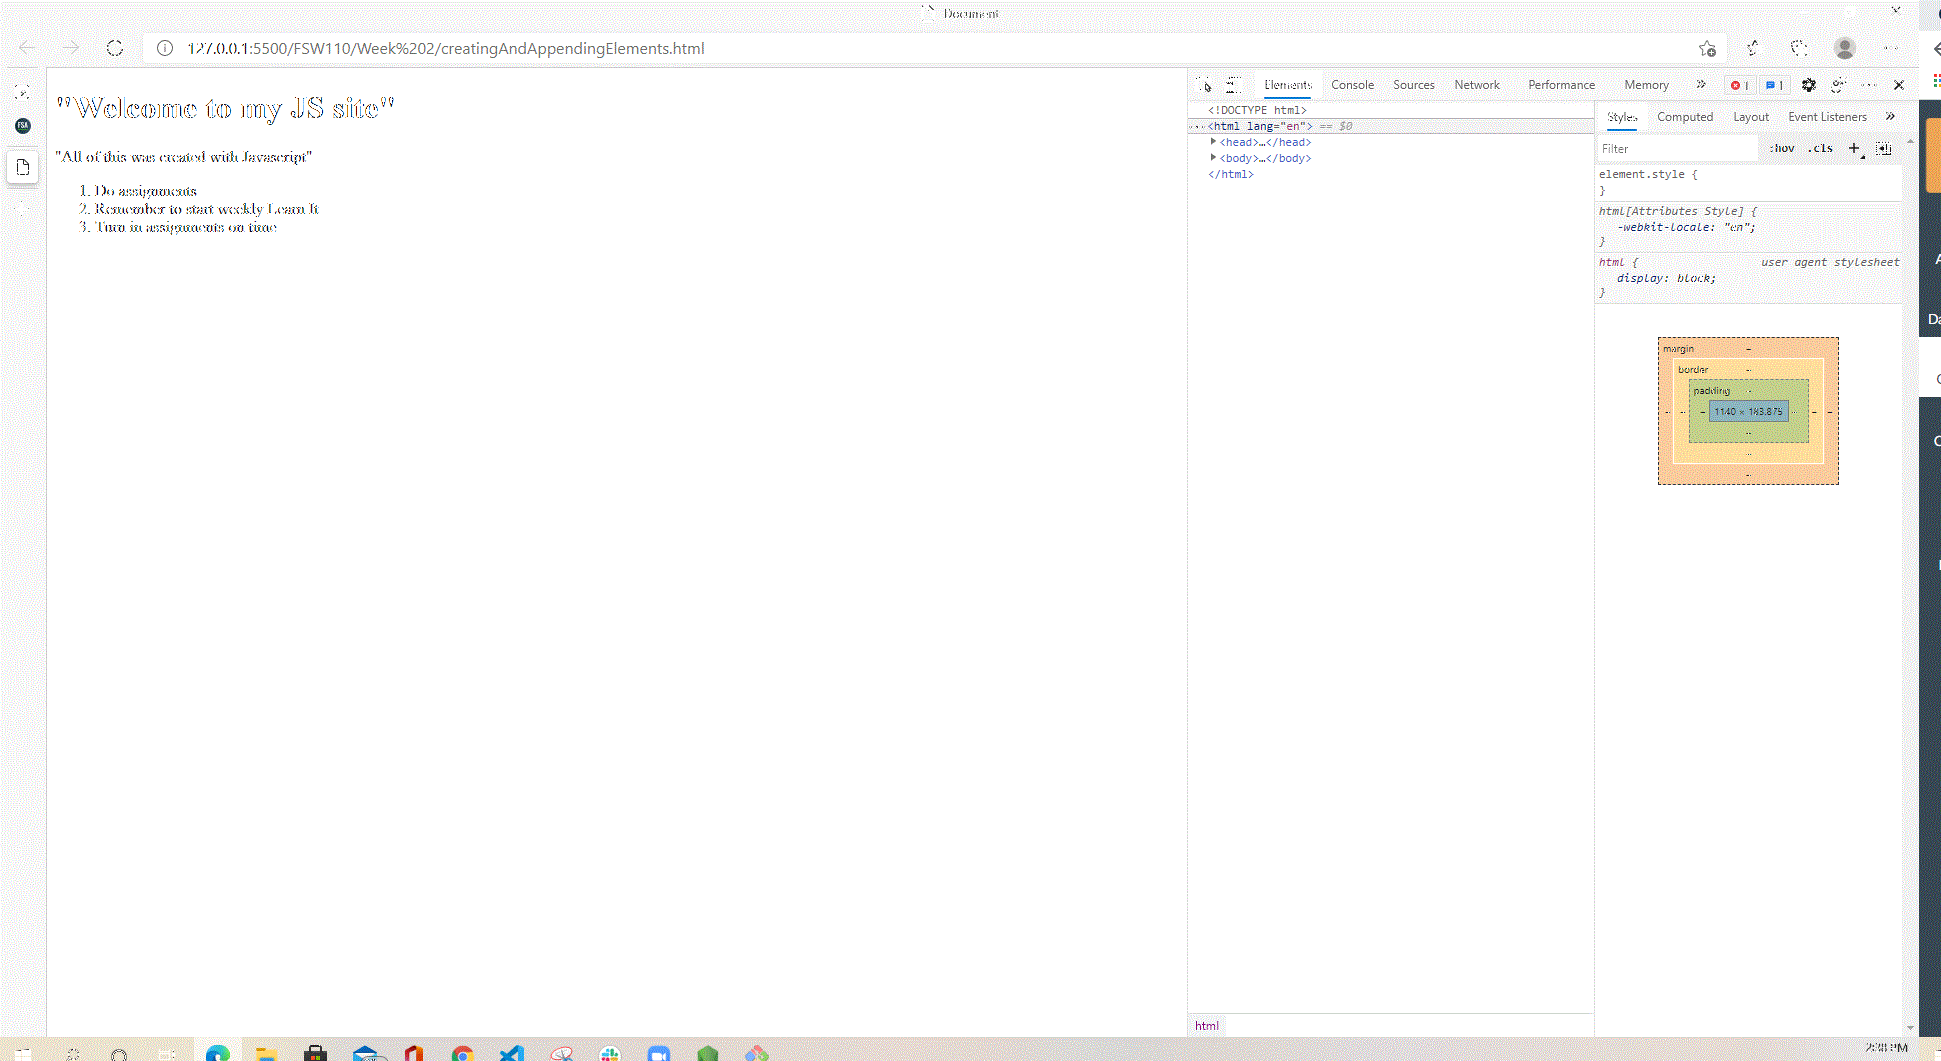 Document
127.0.0.1:5500/FSW110/Week%202/creatingAndAppendingElements.html
"Welcome to my JS site"
"All of this was created with Javascript"
1. Do assignments
2. Remember to start weekly Learn It
3. Turn in assignments on time
FSA
Elements Console Sources Network Performance Memory » 1 1
<!DOCTYPE html>
···<html lang="en"> == $0
<head>…</head>
<body>…</body>
</html>
html
Styles Computed Layout Event Listeners »
Filter :hov .cls +
element.style {
}
html[Attributes Style] {
-webkit-locale: "en";
}
html { user agent stylesheet
display: block;
}
margin –
border –
padding –
1140 × 143.875
Da
2:38 PM